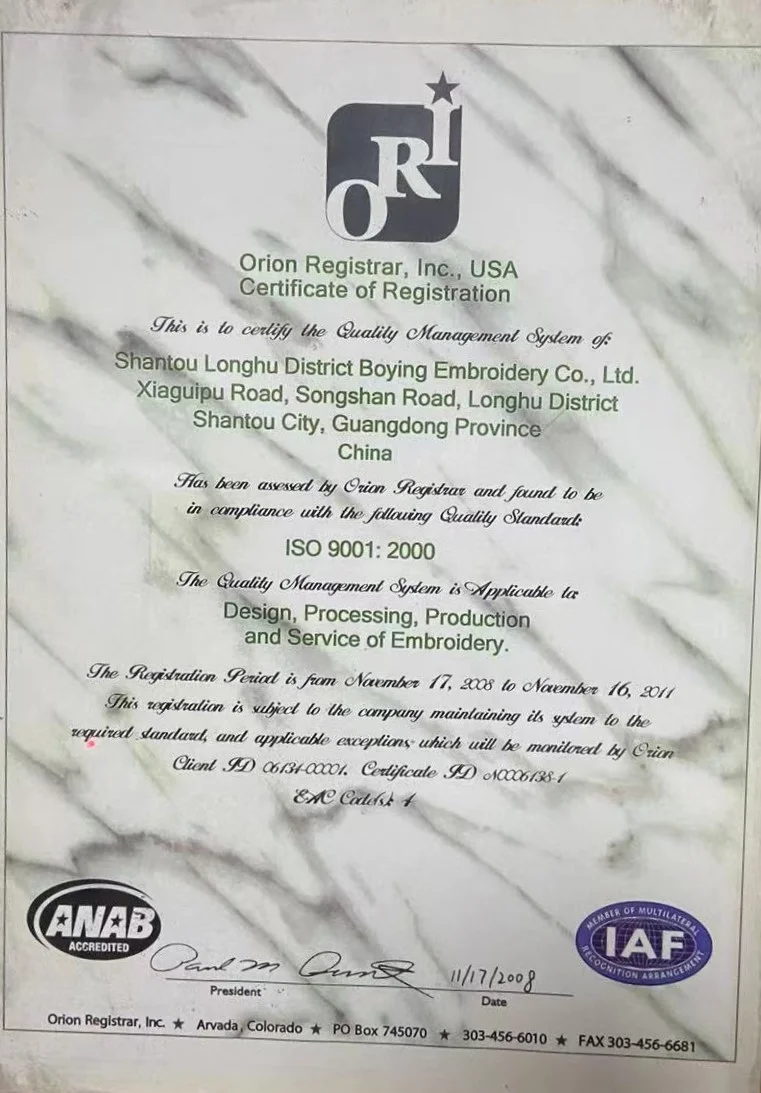 ORI
Orion Registrar, Inc., USA
Certificate of Registration
This is to certify the Quality Management System of:
Shantou Longhu District Boying Embroidery Co., Ltd.
Xiaguipu Road, Songshan Road, Longhu District
Shantou City, Guangdong Province
China
Has been assessed by Orion Registrar and found to be
in compliance with the following Quality Standard:
ISO 9001: 2000
The Quality Management System is Applicable to:
Design, Processing, Production
and Service of Embroidery.
The Registration Period is from November 17, 2008 to November 16, 2011
This registration is subject to the company maintaining its system to the
required standard, and applicable exceptions, which will be monitored by Orion
Client ID 06134-00001. Certificate ID N0006138-1
EAC Code(s): 4
ANAB
ACCREDITED
MEMBER OF MULTILATERAL
IAF
RECOGNITION ARRANGEMENT
Paul M
11/17/2008
President
Date
Orion Registrar, Inc. ★ Arvada, Colorado ★ PO Box 745070 ★ 303-456-6010 ★ FAX 303-456-6681